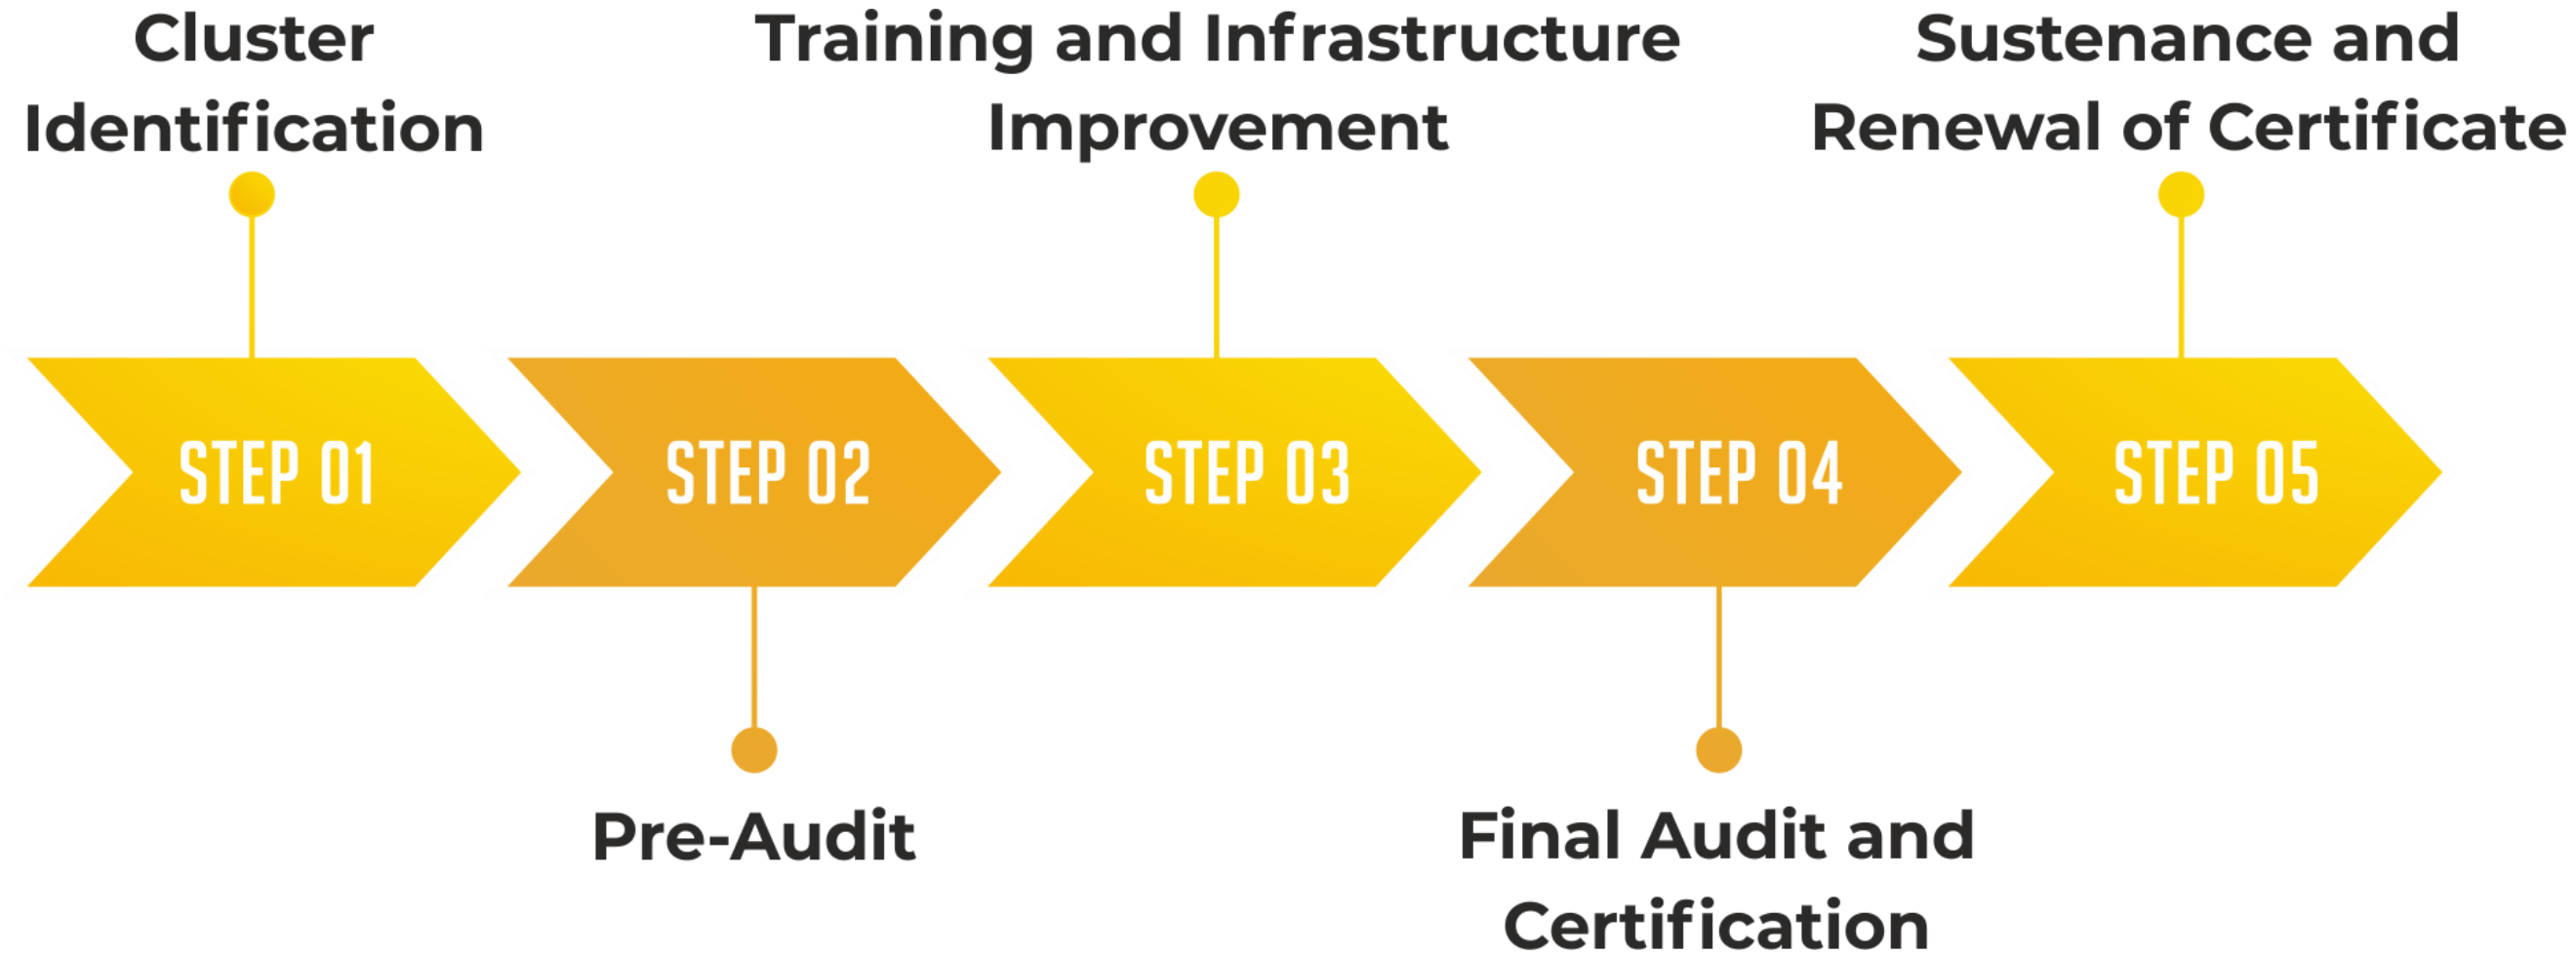 Cluster
Identification
Training and Infrastructure
Improvement
Sustenance and
Renewal of Certificate
STEP 01
STEP 02
STEP 03
STEP 04
STEP 05
Pre-Audit
Final Audit and
Certification